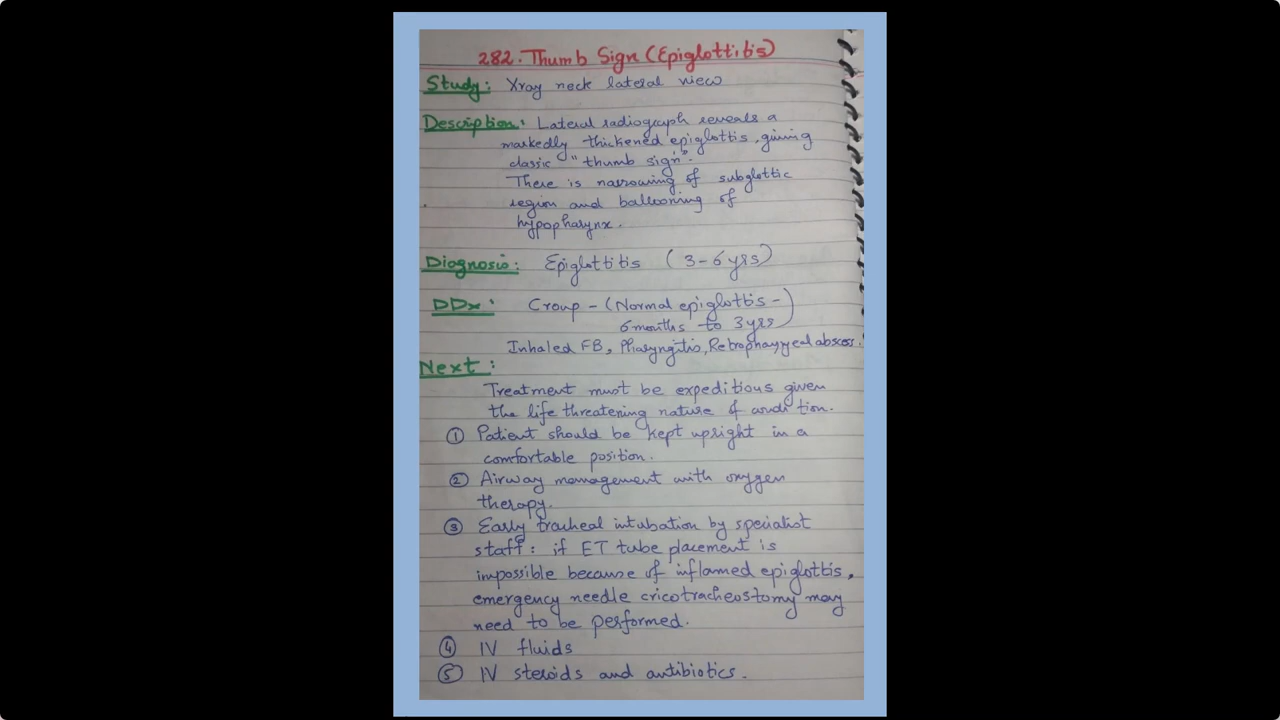 282. Thumb Sign (Epiglottitis)
Study: Xray neck lateral view
Description: Lateral radiograph reveals a
markedly thickened epiglottis, giving
classic "thumb sign".
There is narrowing of subglottic
region and ballooning of
hypopharynx.
Diagnosis: Epiglottitis (3-6 yrs)
DDx: Croup - (Normal epiglottis -
6 months to 3 yrs)
Inhaled FB, Pharyngitis, Retropharyngeal abscess.
Next:
Treatment must be expeditious given
the life threatening nature of condition.
① Patient should be kept upright in a
comfortable position.
② Airway management with oxygen
therapy.
③ Early tracheal intubation by specialist
staff: if ET tube placement is
impossible because of inflamed epiglottis,
emergency needle cricotracheostomy may
need to be performed.
④ IV fluids
⑤ IV steroids and antibiotics.